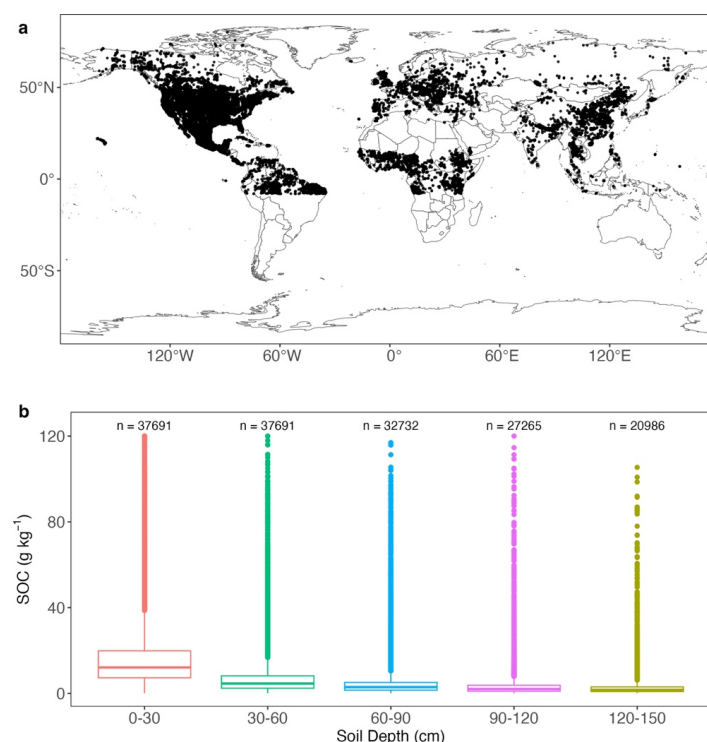 a
50°N
0°
50°S
120°W 60°W 0° 60°E 120°E
b
n = 37691 n = 37691 n = 32732 n = 27265 n = 20986
120
80
40
0
SOC (g kg⁻¹)
0-30 30-60 60-90 90-120 120-150
Soil Depth (cm)